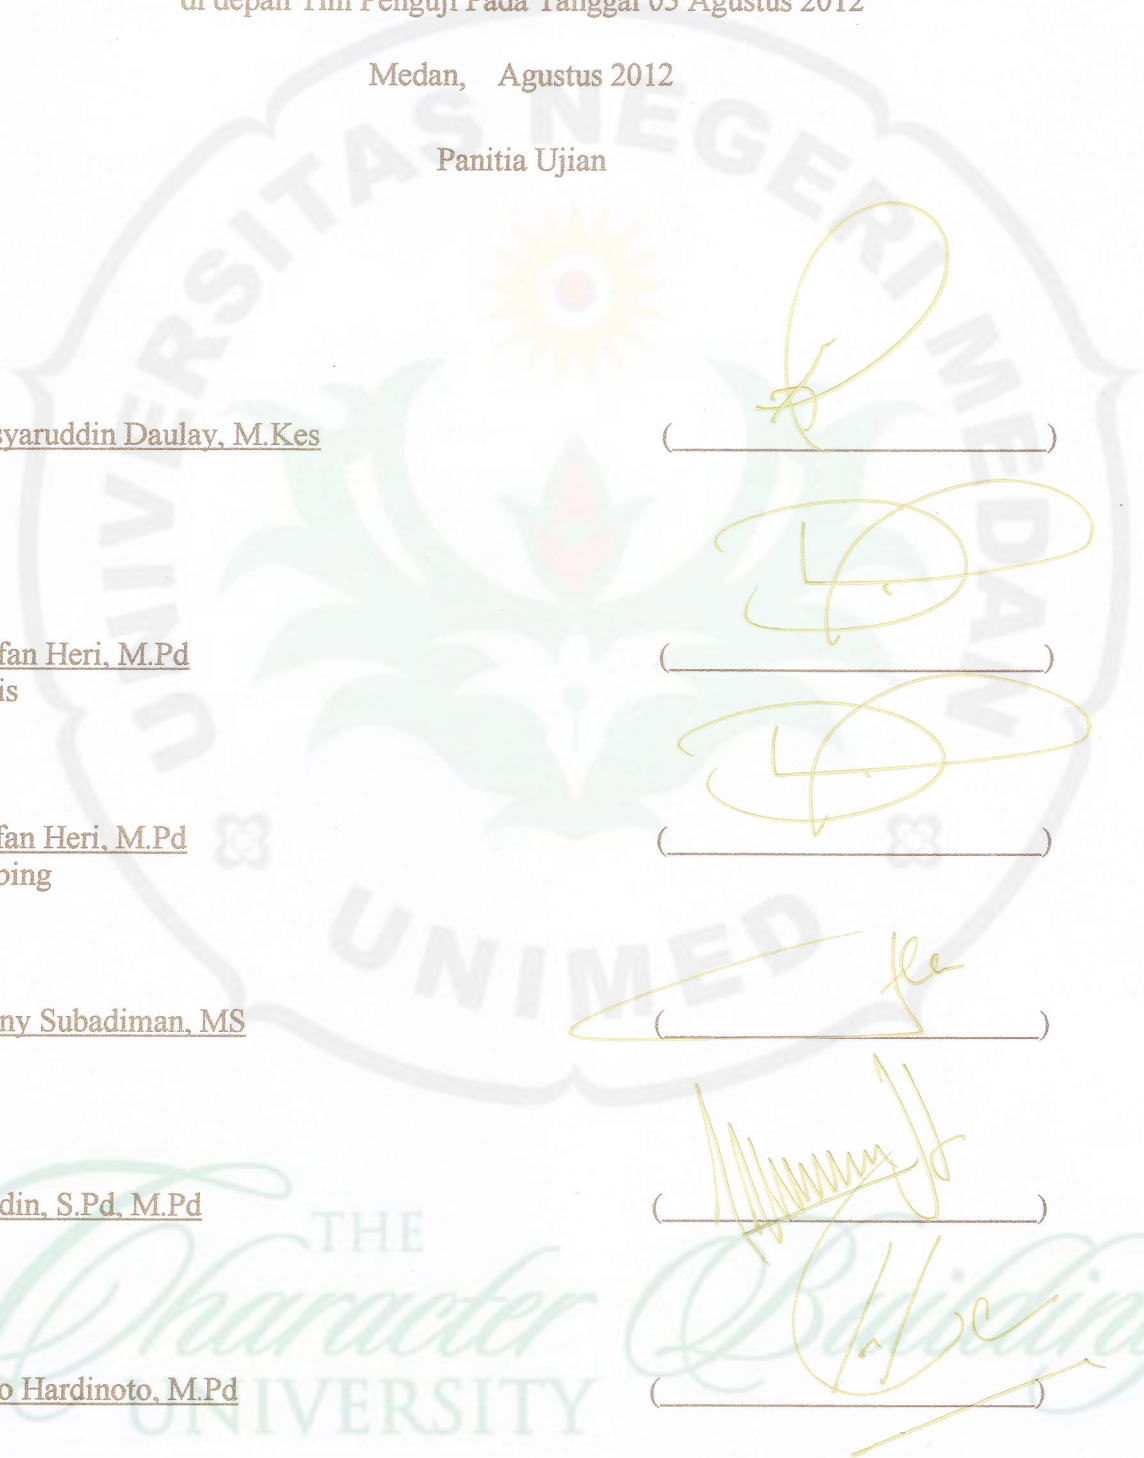 di depan Tim Penguji Pada Tanggal 03 Agustus 2012
Medan, Agustus 2012
Panitia Ujian
UNIVERSITAS NEGERI MEDAN
UNIMED
syaruddin Daulay, M.Kes (                    )
fan Heri, M.Pd (                    )
is
fan Heri, M.Pd (                    )
bing
ny Subadiman, MS (                    )
din, S.Pd, M.Pd (                    )
THE
Character Building
UNIVERSITY
o Hardinoto, M.Pd (                    )